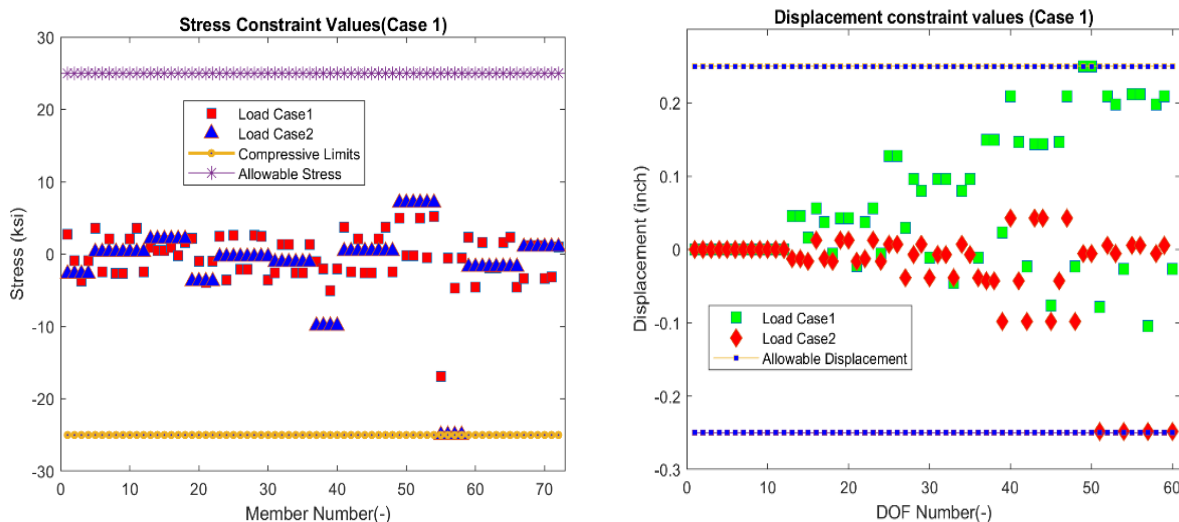 Stress Constraint Values(Case 1)
30
20
10
0
-10
-20
-30
Stress (ksi)
Load Case1
Load Case2
Compressive Limits
Allowable Stress
0
10
20
30
40
50
60
70
Member Number(-)
Displacement constraint values (Case 1)
0.2
0.1
0
-0.1
-0.2
-0.3
Displacement (inch)
Load Case1
Load Case2
Allowable Displacement
0
10
20
30
40
50
60
DOF Number(-)